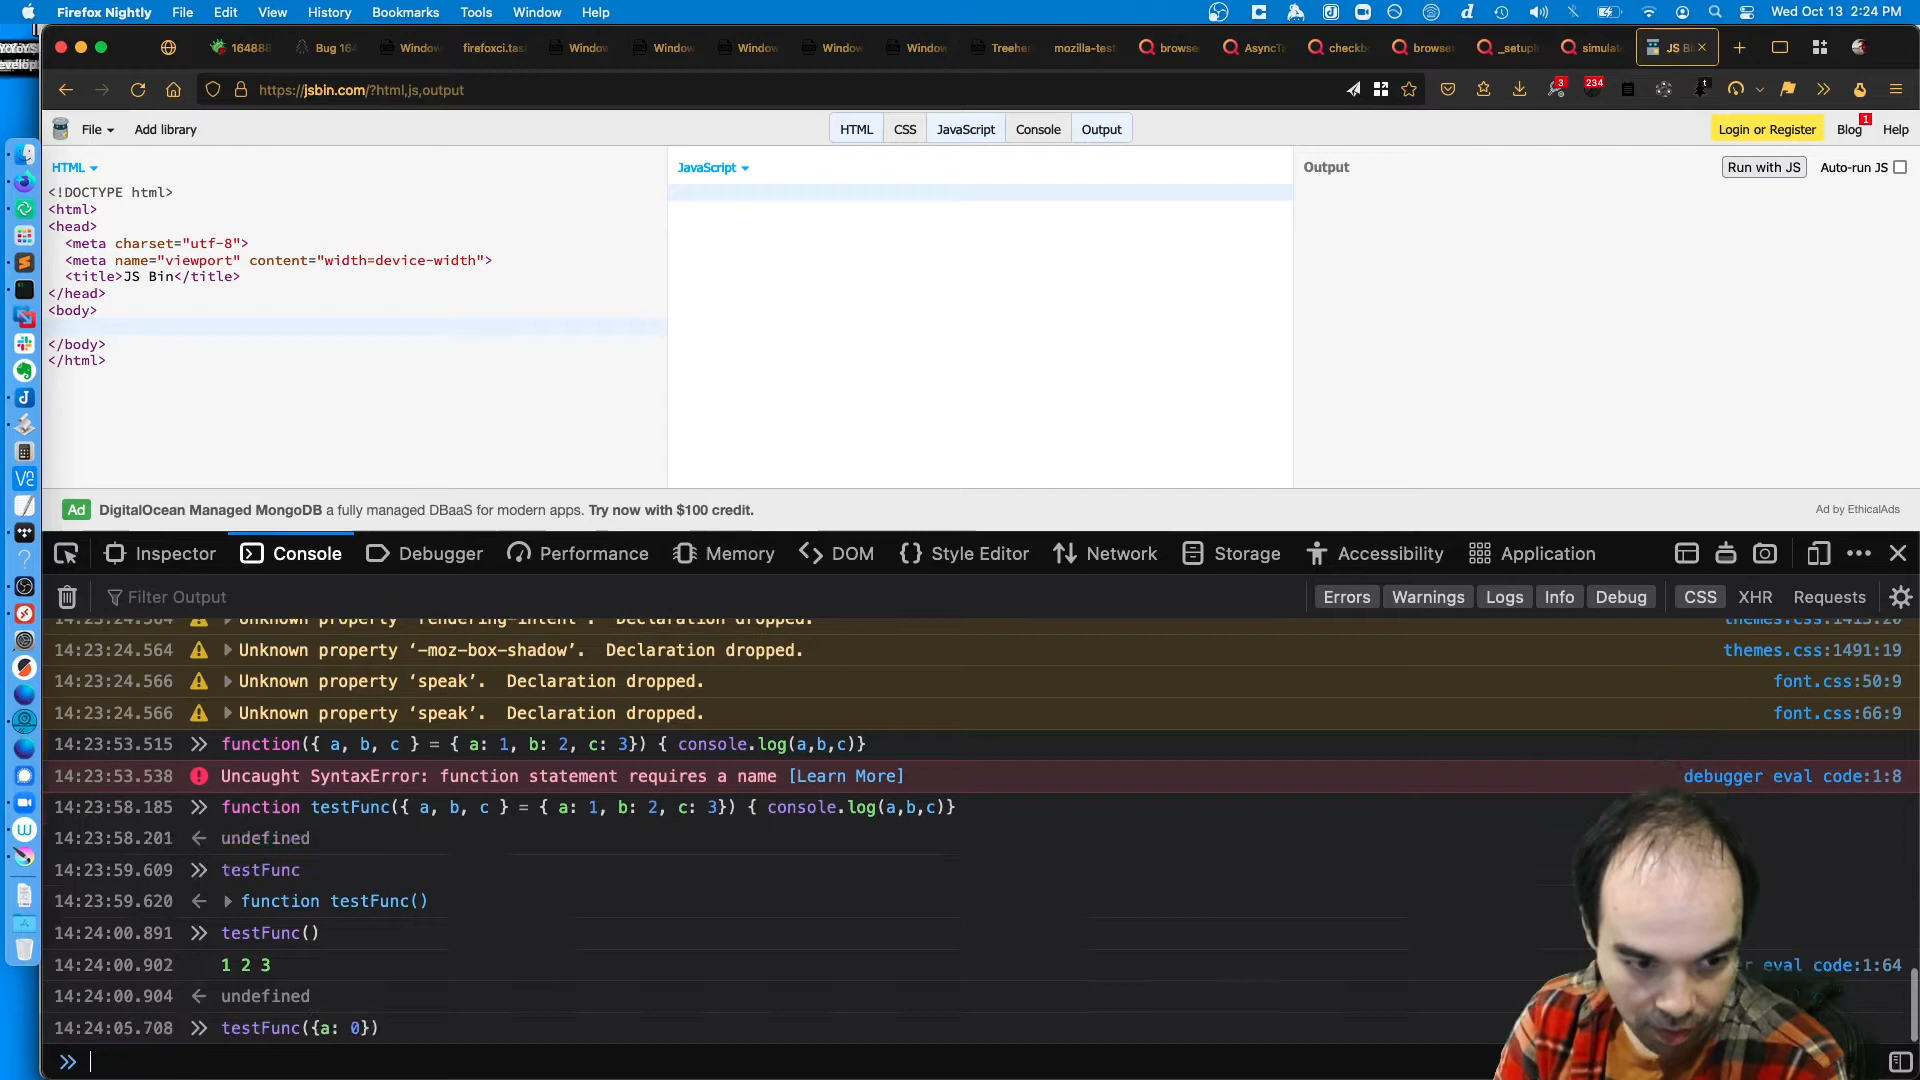 Firefox Nightly File Edit View History Bookmarks Tools Window Help Wed Oct 13 2:24 PM
16488 Bug 164 Window firefoxci.tas Window Window Window Window Window Treeher mozilla-test browse AsyncTa checkb browse _setup simulat JS Bi
https://jsbin.com/?html,js,output 3 234 t
File Add library HTML CSS JavaScript Console Output Login or Register Blog 1 Help
HTML JavaScript Output Run with JS Auto-run JS
<!DOCTYPE html>
<html>
<head>
<meta charset="utf-8">
<meta name="viewport" content="width=device-width">
<title>JS Bin</title>
</head>
<body>
</body>
</html>
Ad DigitalOcean Managed MongoDB a fully managed DBaaS for modern apps. Try now with $100 credit. Ad by EthicalAds
Inspector Console Debugger Performance Memory DOM Style Editor Network Storage Accessibility Application
Filter Output Errors Warnings Logs Info Debug CSS XHR Requests
14:23:24.564 Unknown property ‘rendering-intent’. Declaration dropped. themes.css:1413:20
14:23:24.564 Unknown property ‘-moz-box-shadow’. Declaration dropped. themes.css:1491:19
14:23:24.566 Unknown property ‘speak’. Declaration dropped. font.css:50:9
14:23:24.566 Unknown property ‘speak’. Declaration dropped. font.css:66:9
14:23:53.515 function({ a, b, c } = { a: 1, b: 2, c: 3}) { console.log(a,b,c)}
14:23:53.538 Uncaught SyntaxError: function statement requires a name [Learn More] debugger eval code:1:8
14:23:58.185 function testFunc({ a, b, c } = { a: 1, b: 2, c: 3}) { console.log(a,b,c)}
14:23:58.201 undefined
14:23:59.609 testFunc
14:23:59.620 function testFunc()
14:24:00.891 testFunc()
14:24:00.902 1 2 3 eval code:1:64
14:24:00.904 undefined
14:24:05.708 testFunc({a: 0})